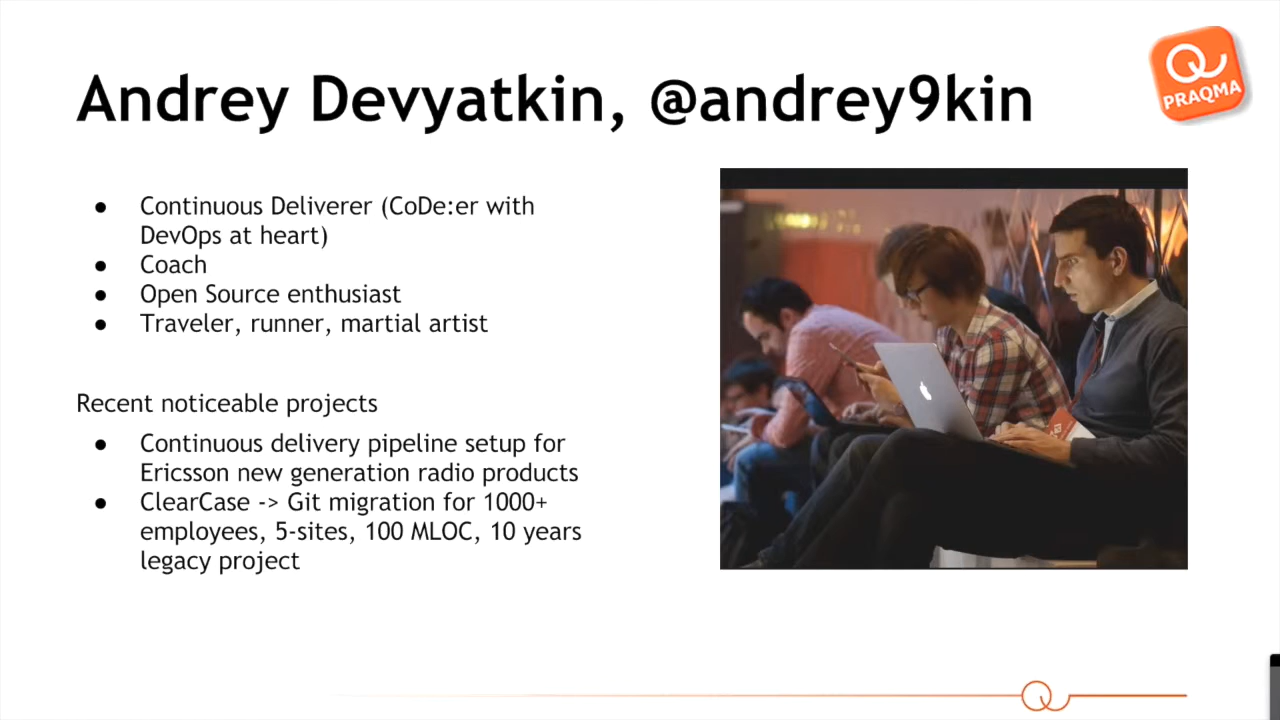 Andrey Devyatkin, @andrey9kin
PRAQMA
● Continuous Deliverer (CoDe:er with
DevOps at heart)
● Coach
● Open Source enthusiast
● Traveler, runner, martial artist
Recent noticeable projects
● Continuous delivery pipeline setup for
Ericsson new generation radio products
● ClearCase -> Git migration for 1000+
employees, 5-sites, 100 MLOC, 10 years
legacy project